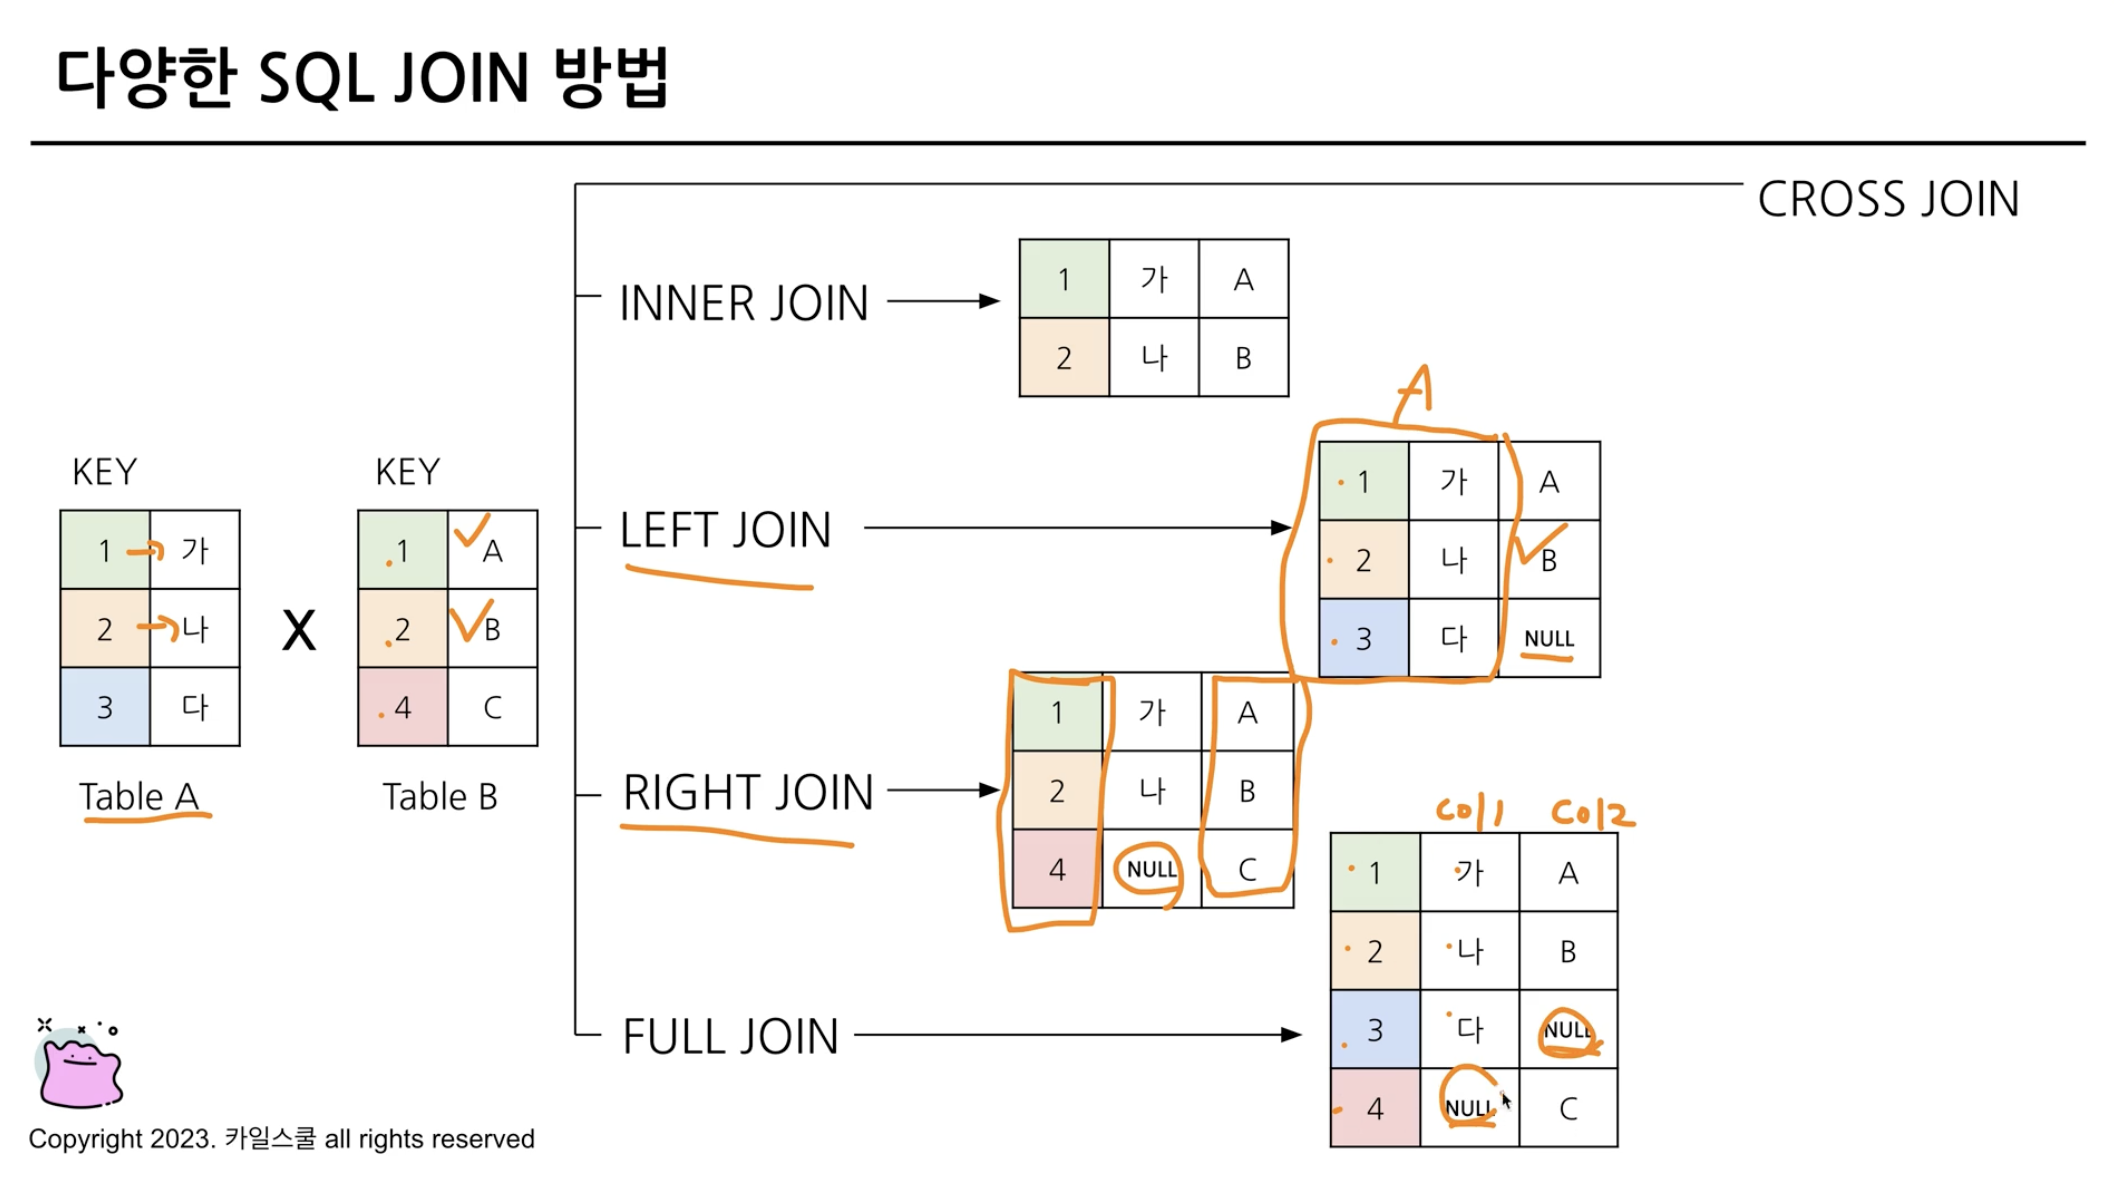 다양한 SQL JOIN 방법
CROSS JOIN
INNER JOIN
1 가 A
2 나 B
A
LEFT JOIN
1 가 A
2 나 B
3 다 NULL
KEY
1 가
2 나
3 다
Table A
X
KEY
1 A
2 B
4 C
Table B
RIGHT JOIN
1 가 A
2 나 B
4 NULL C
FULL JOIN
col1 col2
1 가 A
2 나 B
3 다 NULL
4 NULL C
Copyright 2023. 카일스쿨 all rights reserved